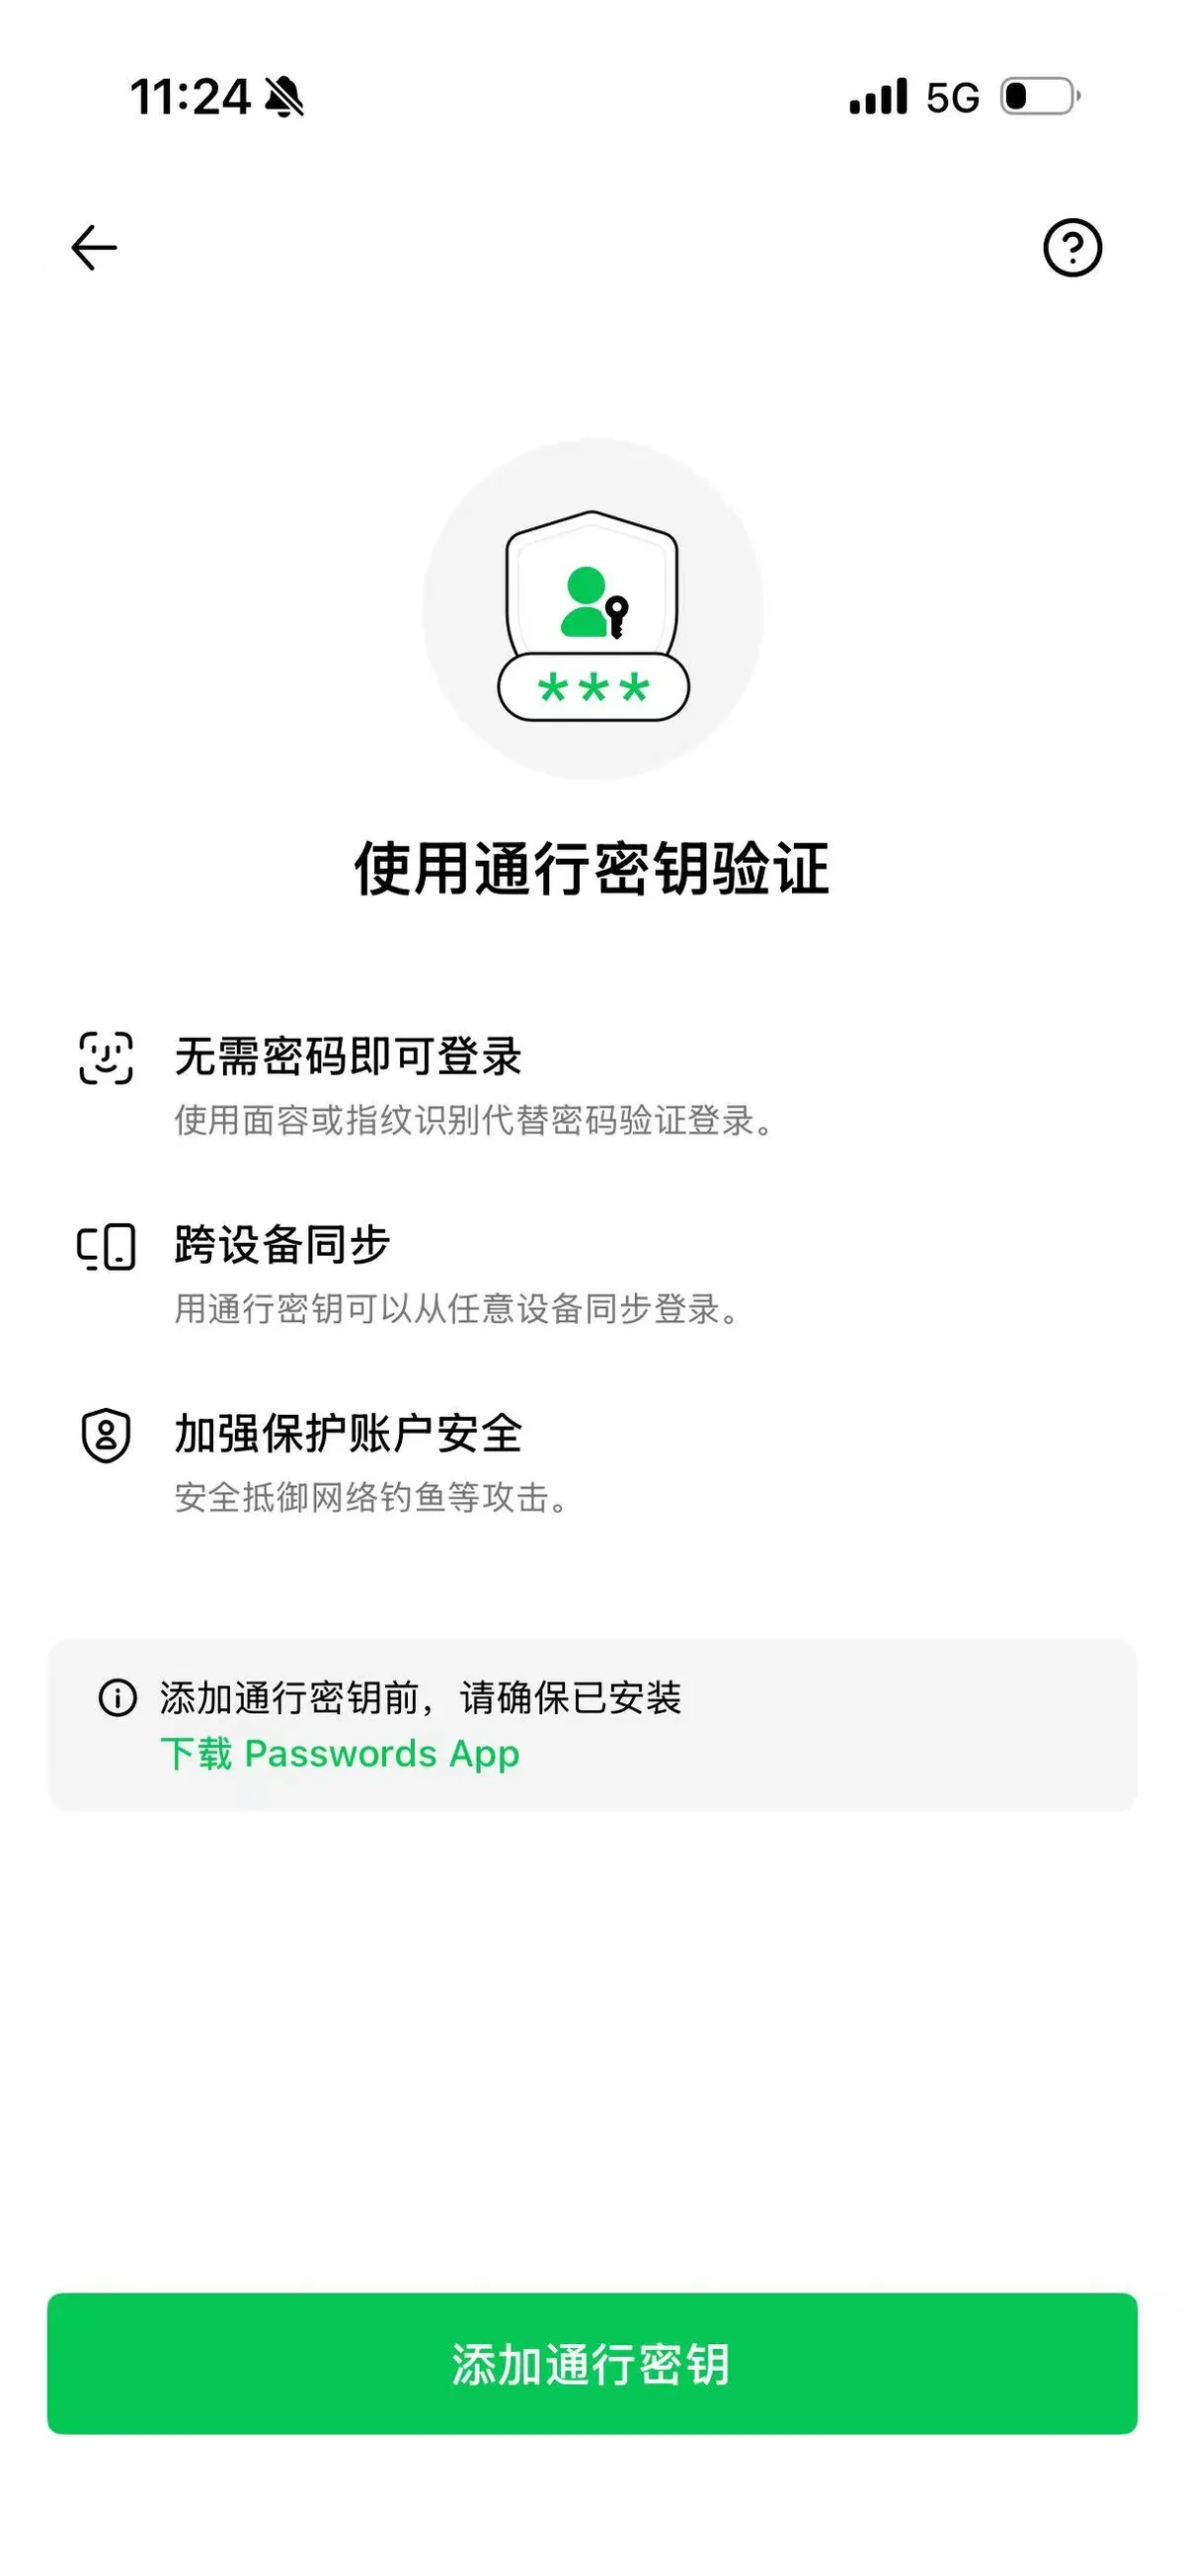 11:24
5G
***
使用通行密钥验证
无需密码即可登录
使用面容或指纹识别代替密码验证登录。
跨设备同步
用通行密钥可以从任意设备同步登录。
加强保护账户安全
安全抵御网络钓鱼等攻击。
添加通行密钥前，请确保已安装
下载 Passwords App
添加通行密钥